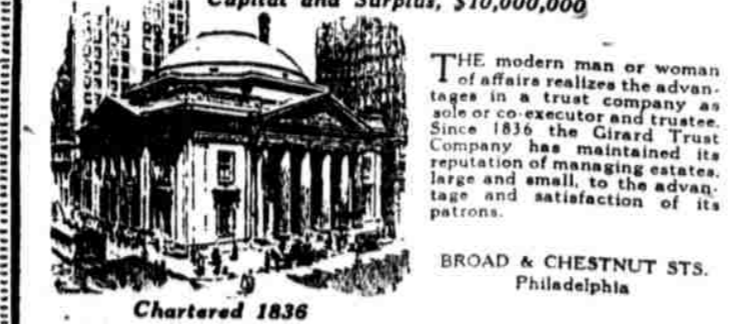 Capital and Surplus, $10,000,000
THE modern man or woman
of affairs realizes the advan-
tages in a trust company as
sole or co-executor and trustee.
Since 1836 the Girard Trust
Company has maintained its
reputation of managing estates,
large and small, to the advan-
tage and satisfaction of its
patrons.
BROAD & CHESTNUT STS.
Philadelphia
Chartered 1836